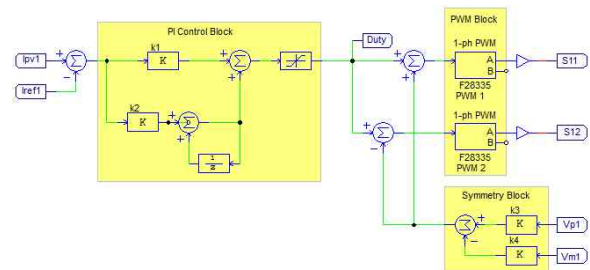 PI Control Block
PWM Block
Ipv1
Iref1
+
−
Σ
k1
K
+
Σ
+
k2
K
+
Σ
+
1
z
Duty
+
Σ
+
1-ph PWM
A
B
F28335
PWM 1
S11
+
Σ
−
1-ph PWM
A
B
F28335
PWM 2
S12
Symmetry Block
Σ
+
−
k3
K
Vp1
k4
K
Vm1